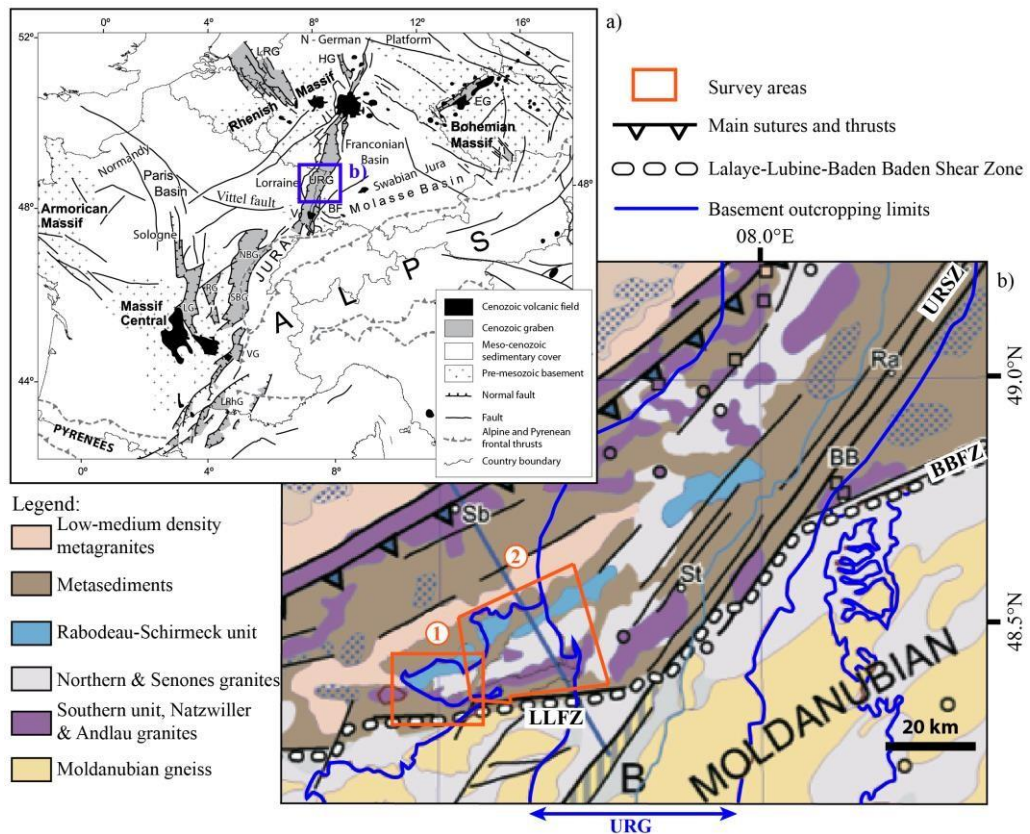 0°
4°
8°
12°
16°
52°
N - German Platform
LRG
HG
Rhenish Massif
EG
Bohemian Massif
Franconian Basin
Normandy
Paris Basin
Lorraine
URG
b)
Swabian Jura
48°
48°
Vittel fault
Molasse Basin
Armorican Massif
BF
Sologne
JURA
NBG
ALPS
RG
SBG
LG
Massif Central
VG
44°
LRhG
PYRENEES
0°
4°
8°
Cenozoic volcanic field
Cenozoic graben
Meso-cenozoic
sedimentary cover
Pre-mesozoic basement
Normal fault
Fault
Alpine and Pyrenean
frontal thrusts
Country boundary
a)
Survey areas
Main sutures and thrusts
Lalaye-Lubine-Baden Baden Shear Zone
Basement outcropping limits
08.0°E
b)
URSZ
Ra
49.0°N
BB
BBFZ
Sb
2
St
1
48.5°N
LLFZ
MOLDANUBIAN
B
20 km
URG
Legend:
Low-medium density
metagranites
Metasediments
Rabodeau-Schirmeck unit
Northern & Senones granites
Southern unit, Natzwiller
& Andlau granites
Moldanubian gneiss